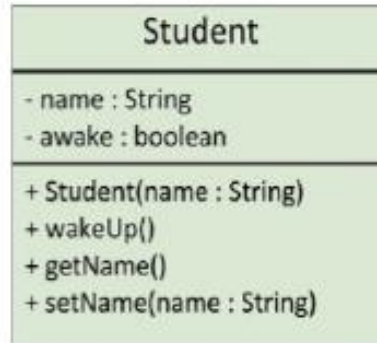 Student
- name : String
- awake : boolean
+ Student(name : String)
+ wakeUp()
+ getName()
+ setName(name : String)